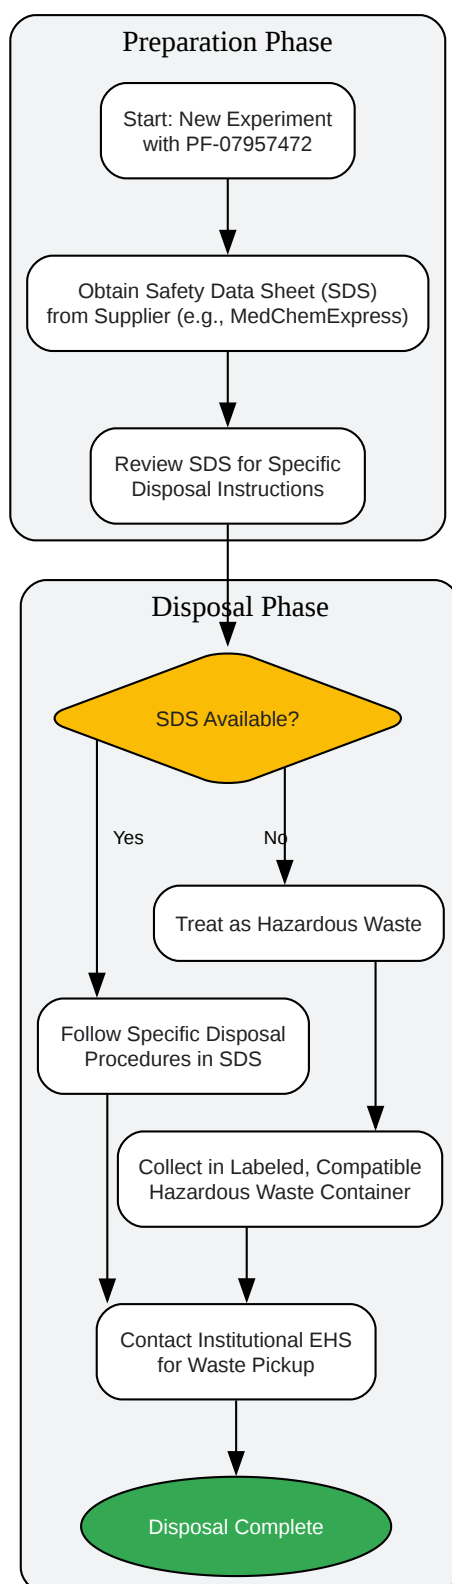 Preparation Phase
Start: New Experiment
with PF-07957472
Obtain Safety Data Sheet (SDS)
from Supplier (e.g., MedChemExpress)
Review SDS for Specific
Disposal Instructions
Disposal Phase
SDS Available?
Yes
No
Treat as Hazardous Waste
Follow Specific Disposal
Procedures in SDS
Collect in Labeled, Compatible
Hazardous Waste Container
Contact Institutional EHS
for Waste Pickup
Disposal Complete